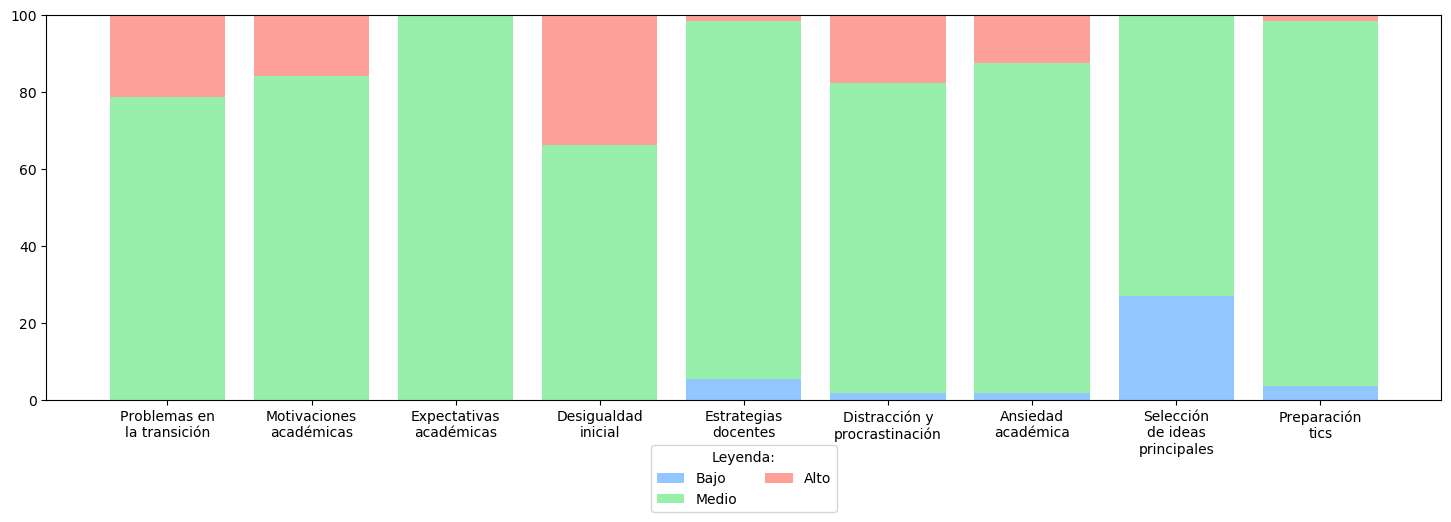 100
80
60
40
20
0
Problemas en
la transición
Motivaciones
académicas
Expectativas
académicas
Desigualdad
inicial
Estrategias
docentes
Distracción y
procrastinación
Ansiedad
académica
Selección
de ideas
principales
Preparación
tics
Leyenda:
Bajo
Medio
Alto